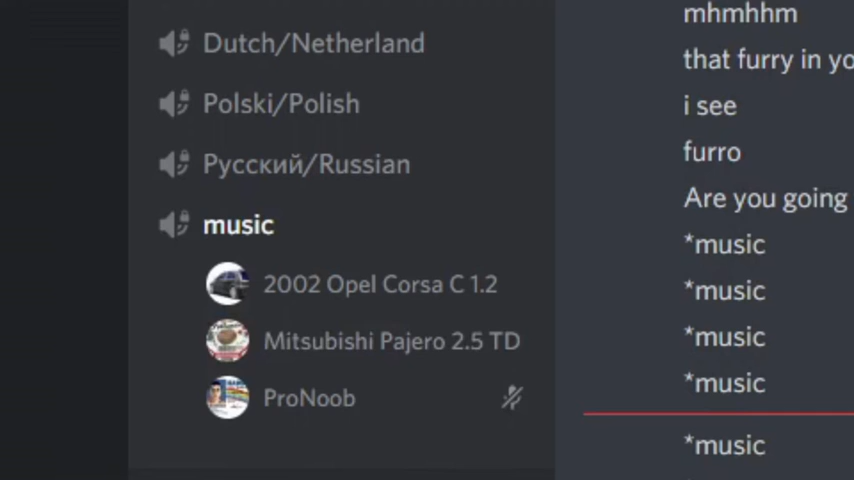 Dutch/Netherland
Polski/Polish
Русский/Russian
music
2002 Opel Corsa C 1.2
Mitsubishi Pajero 2.5 TD
ProNoob
mhmhhm
that furry in yo
i see
furro
Are you going
*music
*music
*music
*music
*music